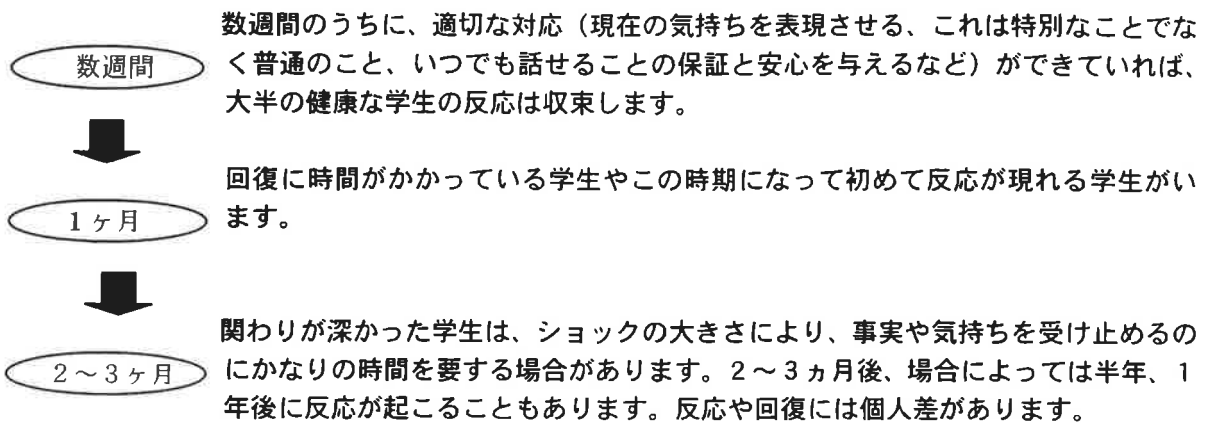 数週間のうちに、適切な対応（現在の気持ちを表現させる、これは特別なことでな
数週間
く普通のこと、いつでも話せることの保証と安心を与えるなど）ができていれば、
大半の健康な学生の反応は収束します。
回復に時間がかかっている学生やこの時期になって初めて反応が現れる学生がい
1ヶ月
ます。
関わりが深かった学生は、ショックの大きさにより、事実や気持ちを受け止めるの
2～3ヶ月
にかなりの時間を要する場合があります。２～３ヵ月後、場合によっては半年、１
年後に反応が起こることもあります。反応や回復には個人差があります。